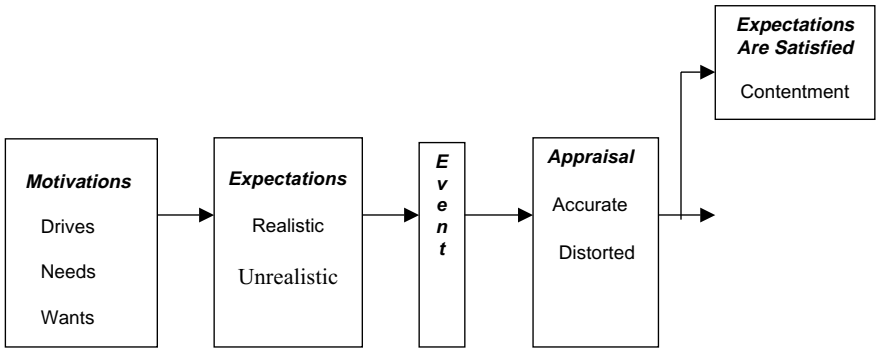 Motivations
Drives
Needs
Wants
Expectations
Realistic
Unrealistic
E
v
e
n
t
Appraisal
Accurate
Distorted
Expectations
Are Satisfied
Contentment